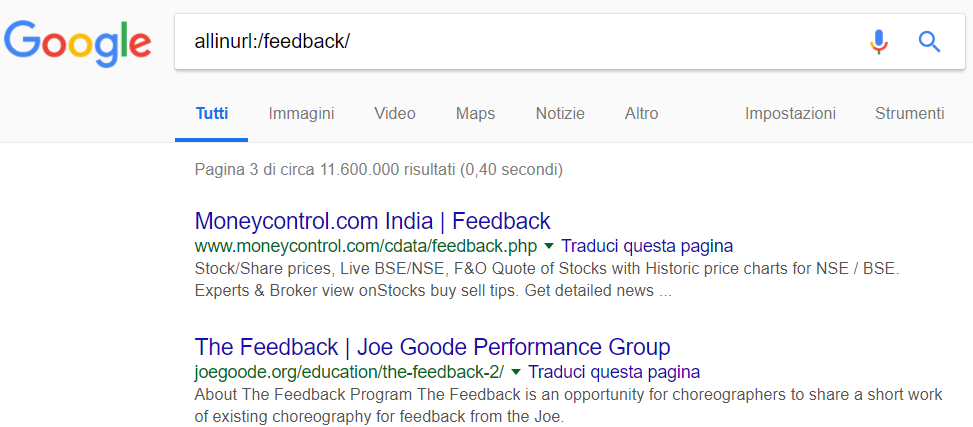 Google
allinurl:/feedback/
Tutti Immagini Video Maps Notizie Altro Impostazioni Strumenti
Pagina 3 di circa 11.600.000 risultati (0,40 secondi)
Moneycontrol.com India | Feedback
www.moneycontrol.com/cdata/feedback.php ▼ Traduci questa pagina
Stock/Share prices, Live BSE/NSE, F&O Quote of Stocks with Historic price charts for NSE / BSE.
Experts & Broker view onStocks buy sell tips. Get detailed news ...
The Feedback | Joe Goode Performance Group
joegoode.org/education/the-feedback-2/ ▼ Traduci questa pagina
About The Feedback Program The Feedback is an opportunity for choreographers to share a short work
of existing choreography for feedback from the Joe.